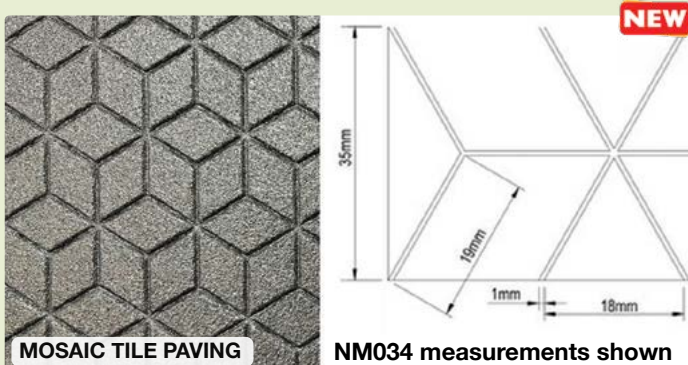 NEW
35mm
19mm
1mm
18mm
MOSAIC TILE PAVING
NM034 measurements shown